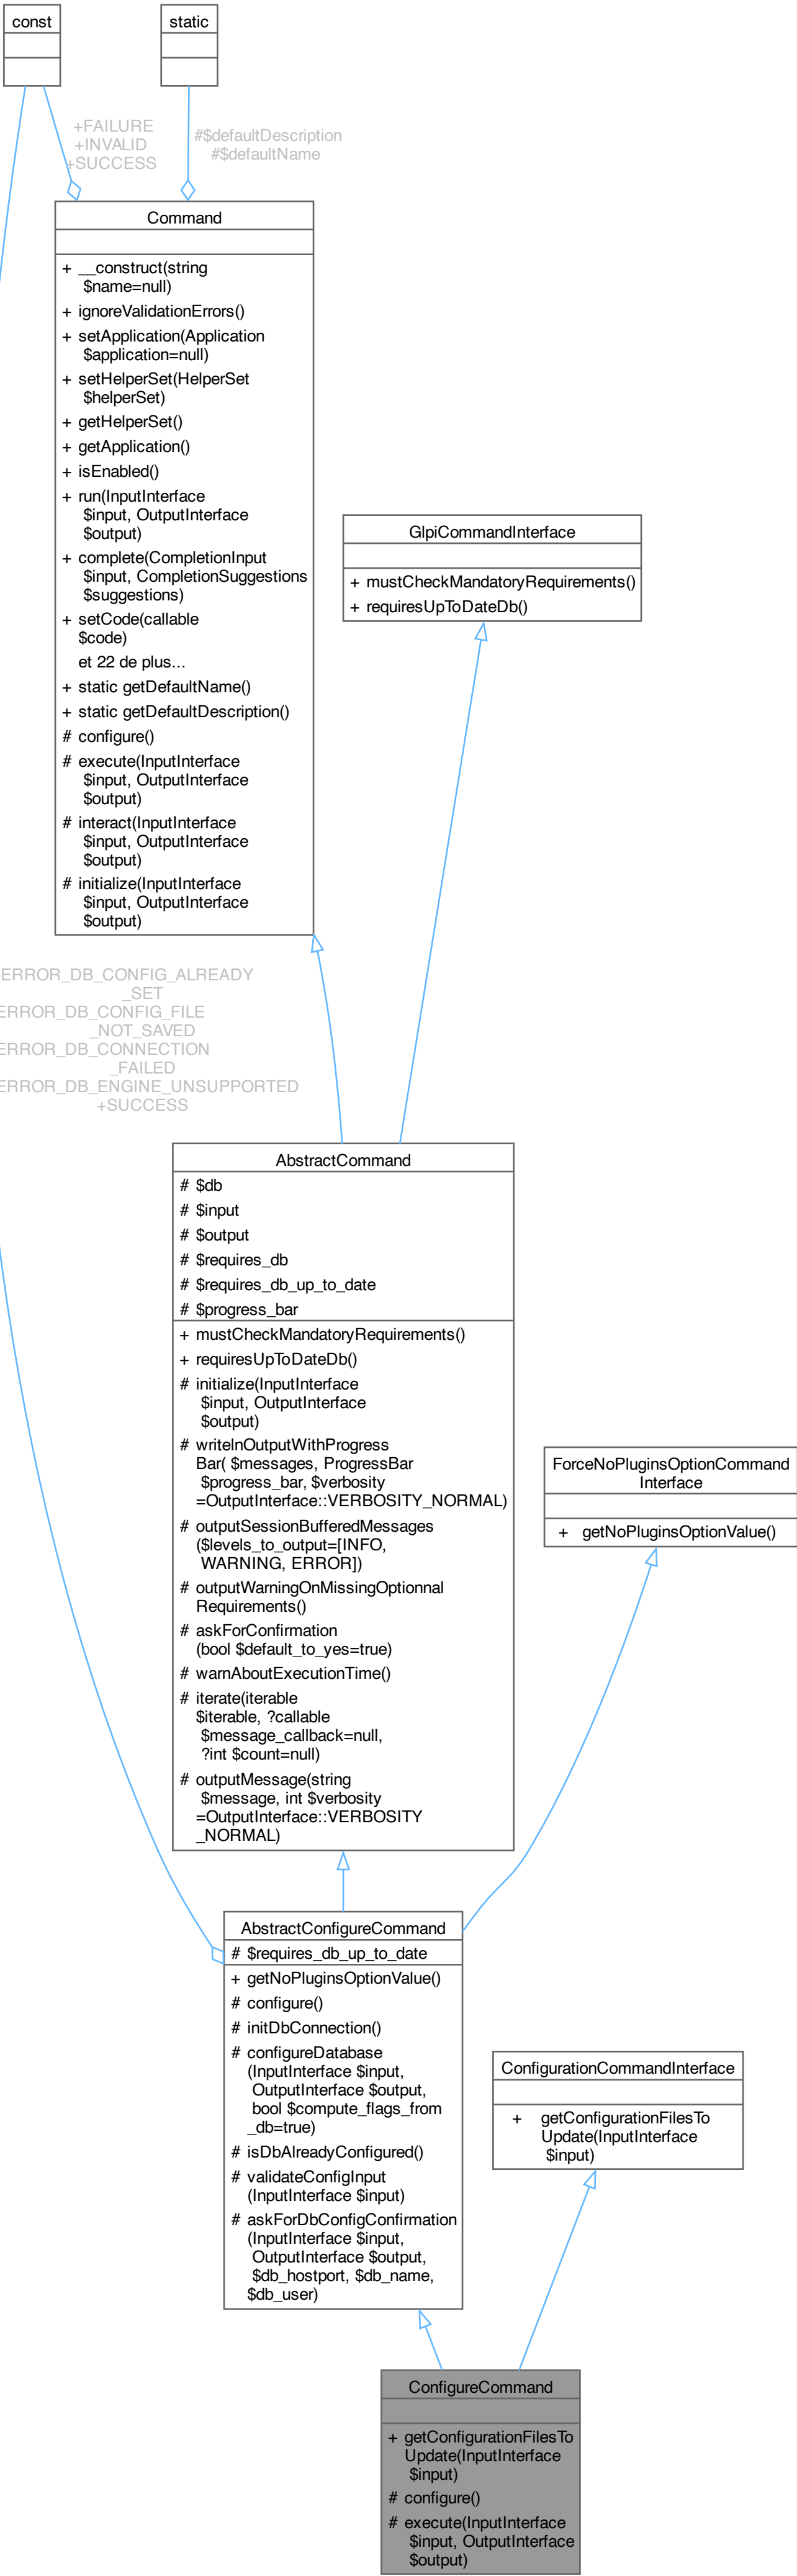 const
static
+FAILURE
+INVALID
+SUCCESS
#$defaultDescription
#$defaultName
Command
+ __construct(string
$name=null)
+ ignoreValidationErrors()
+ setApplication(Application
$application=null)
+ setHelperSet(HelperSet
$helperSet)
+ getHelperSet()
+ getApplication()
+ isEnabled()
+ run(InputInterface
$input, OutputInterface
$output)
+ complete(CompletionInput
$input, CompletionSuggestions
$suggestions)
+ setCode(callable
$code)
et 22 de plus...
+ static getDefaultName()
+ static getDefaultDescription()
# configure()
# execute(InputInterface
$input, OutputInterface
$output)
# interact(InputInterface
$input, OutputInterface
$output)
# initialize(InputInterface
$input, OutputInterface
$output)
GlpiCommandInterface
+ mustCheckMandatoryRequirements()
+ requiresUpToDateDb()
ERROR_DB_CONFIG_ALREADY
_SET
ERROR_DB_CONFIG_FILE
_NOT_SAVED
ERROR_DB_CONNECTION
_FAILED
ERROR_DB_ENGINE_UNSUPPORTED
+SUCCESS
AbstractCommand
# $db
# $input
# $output
# $requires_db
# $requires_db_up_to_date
# $progress_bar
+ mustCheckMandatoryRequirements()
+ requiresUpToDateDb()
# initialize(InputInterface
$input, OutputInterface
$output)
# writelnOutputWithProgress
Bar( $messages, ProgressBar
$progress_bar, $verbosity
=OutputInterface::VERBOSITY_NORMAL)
# outputSessionBufferedMessages
($levels_to_output=[INFO,
WARNING, ERROR])
# outputWarningOnMissingOptionnal
Requirements()
# askForConfirmation
(bool $default_to_yes=true)
# warnAboutExecutionTime()
# iterate(iterable
$iterable, ?callable
$message_callback=null,
?int $count=null)
# outputMessage(string
$message, int $verbosity
=OutputInterface::VERBOSITY
_NORMAL)
ForceNoPluginsOptionCommand
Interface
+ getNoPluginsOptionValue()
AbstractConfigureCommand
# $requires_db_up_to_date
+ getNoPluginsOptionValue()
# configure()
# initDbConnection()
# configureDatabase
(InputInterface $input,
OutputInterface $output,
bool $compute_flags_from
_db=true)
# isDbAlreadyConfigured()
# validateConfigInput
(InputInterface $input)
# askForDbConfigConfirmation
(InputInterface $input,
OutputInterface $output,
$db_hostport, $db_name,
$db_user)
ConfigurationCommandInterface
+ getConfigurationFilesTo
Update(InputInterface
$input)
ConfigureCommand
+ getConfigurationFilesTo
Update(InputInterface
$input)
# configure()
# execute(InputInterface
$input, OutputInterface
$output)